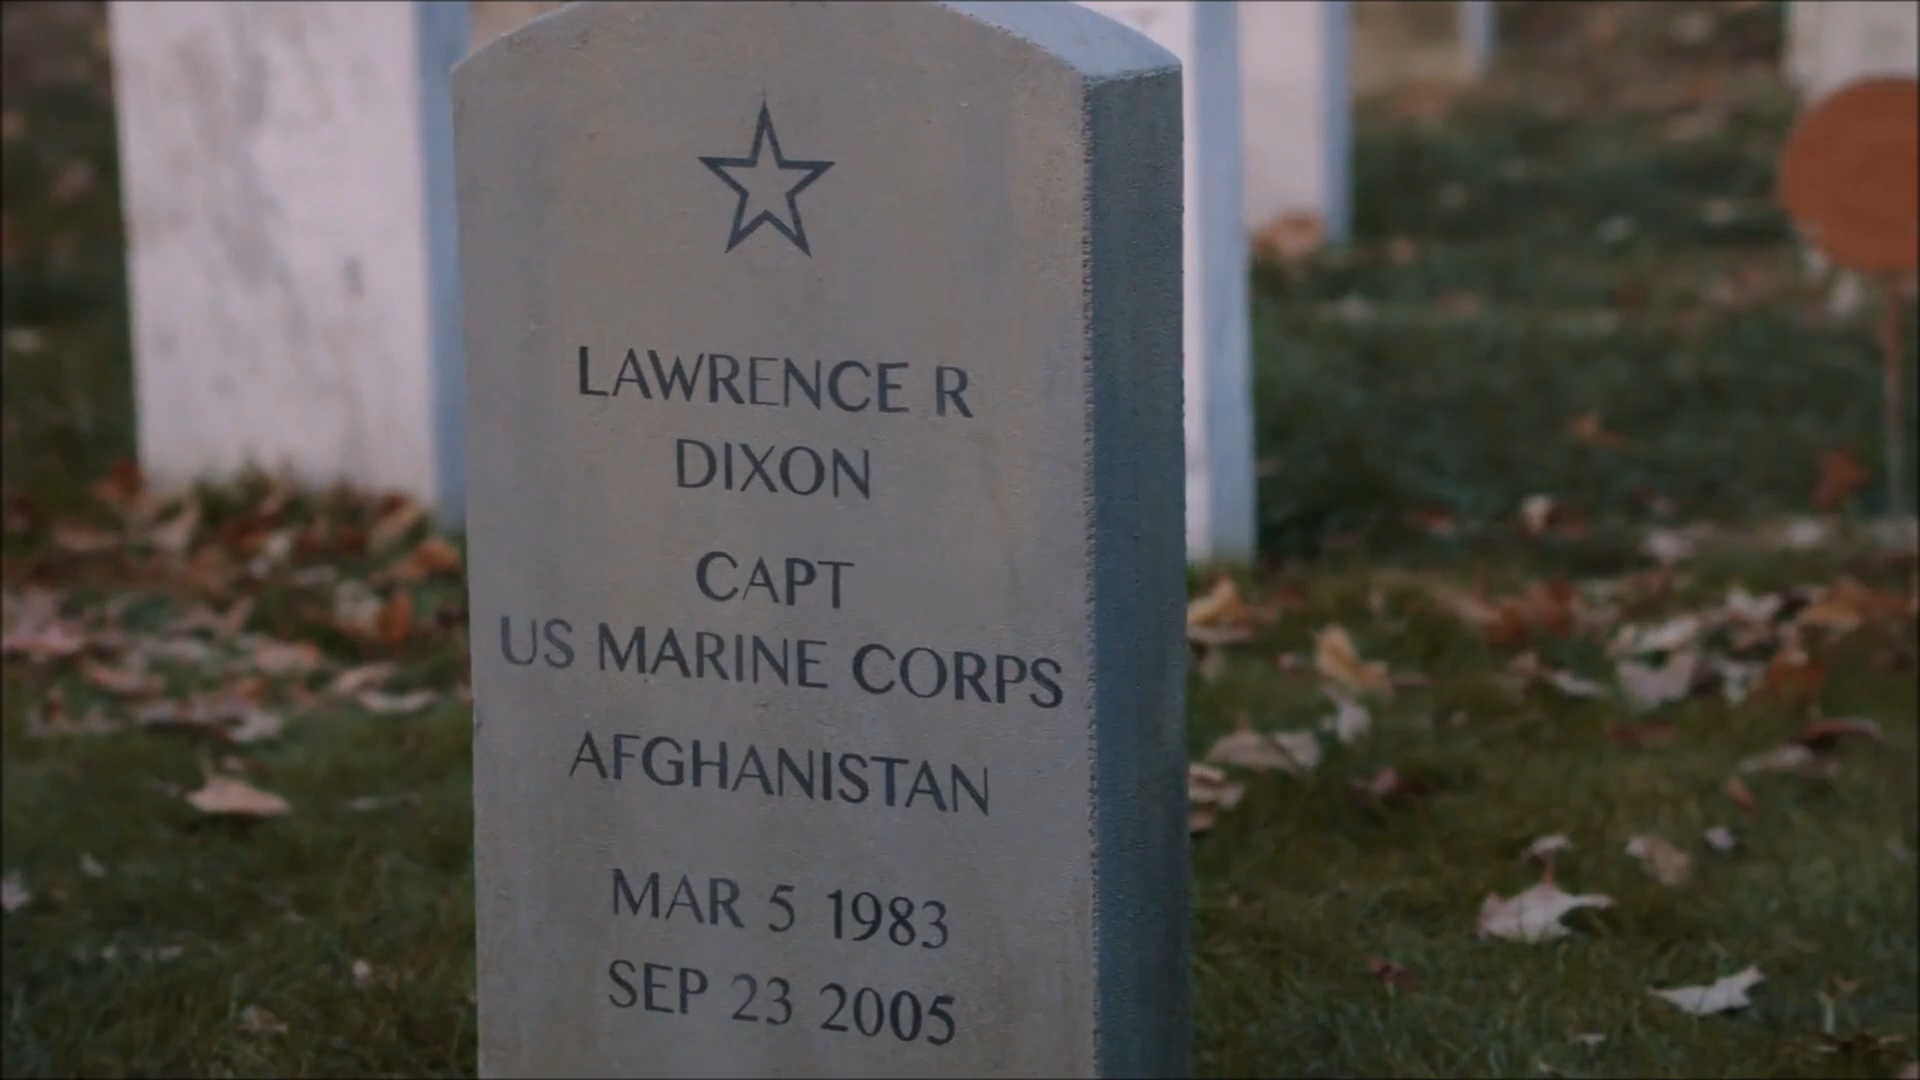 LAWRENCE R
DIXON
CAPT
US MARINE CORPS
AFGHANISTAN
MAR 5 1983
SEP 23 2005